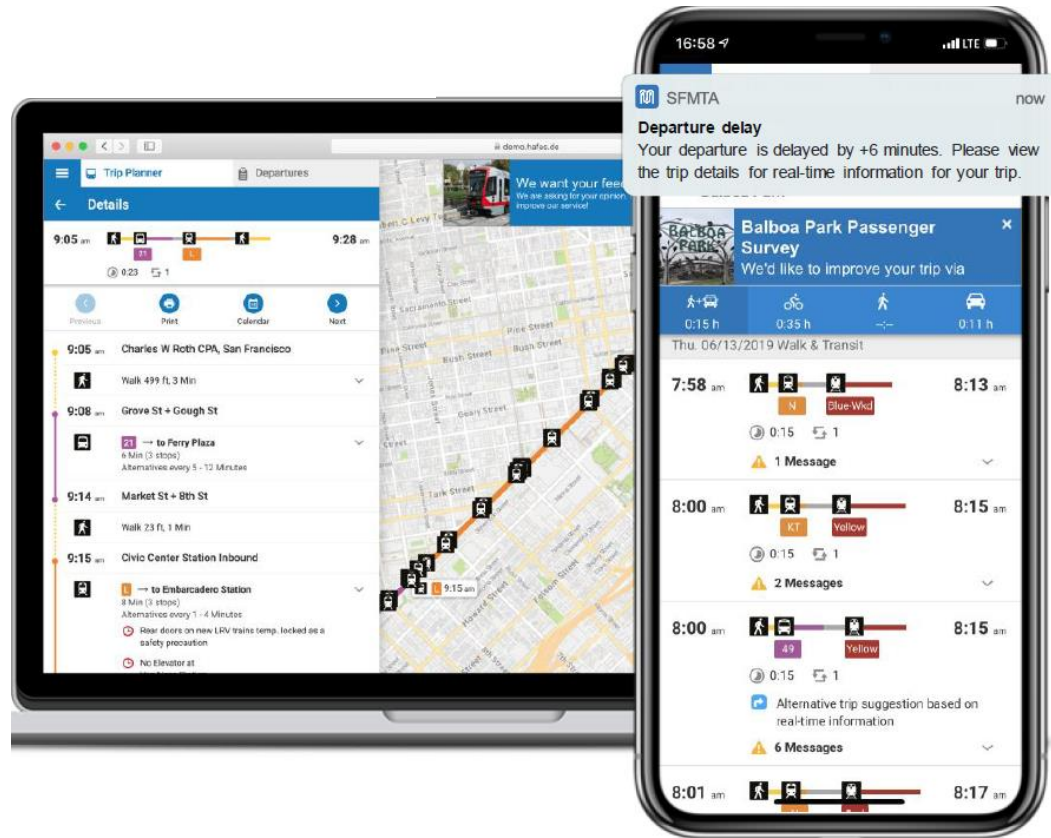 demo.hafas.de
Trip Planner
Departures
Details
9:05 am
9:28 am
21
L
0:23
1
Previous
Print
Calendar
Next
9:05 am Charles W Roth CPA, San Francisco
Walk 499 ft, 3 Min
9:08 am Grove St + Gough St
21 → to Ferry Plaza
6 Min (3 stops)
Alternatives every 5 - 12 Minutes
9:14 am Market St + 8th St
Walk 23 ft, 1 Min
9:15 am Civic Center Station Inbound
L → to Embarcadero Station
8 Min (3 stops)
Alternatives every 1 - 4 Minutes
Rear doors on new LRV trains temp. locked as a
safety precaution
No Elevator at
We want your feed
We are asking for your opinion
improve our service!
Sacramento Street
Pine Street
Pine Street
Bush Street
Bush Street
Geary Street
Turk Street
Howard Street
Folsom Street
L 9:15 am
16:58
LTE
SFMTA
now
Departure delay
Your departure is delayed by +6 minutes. Please view
the trip details for real-time information for your trip.
BALBOA
PARK
Balboa Park Passenger
Survey
We'd like to improve your trip via
×
0:15 h
0:35 h
--:--
0:11 h
Thu. 06/13/2019 Walk & Transit
7:58 am
8:13 am
N
Blue-Wkd
0:15
1
1 Message
8:00 am
8:15 am
KT
Yellow
0:15
1
2 Messages
8:00 am
8:15 am
49
Yellow
0:15
1
Alternative trip suggestion based on
real-time information
6 Messages
8:01 am
8:17 am